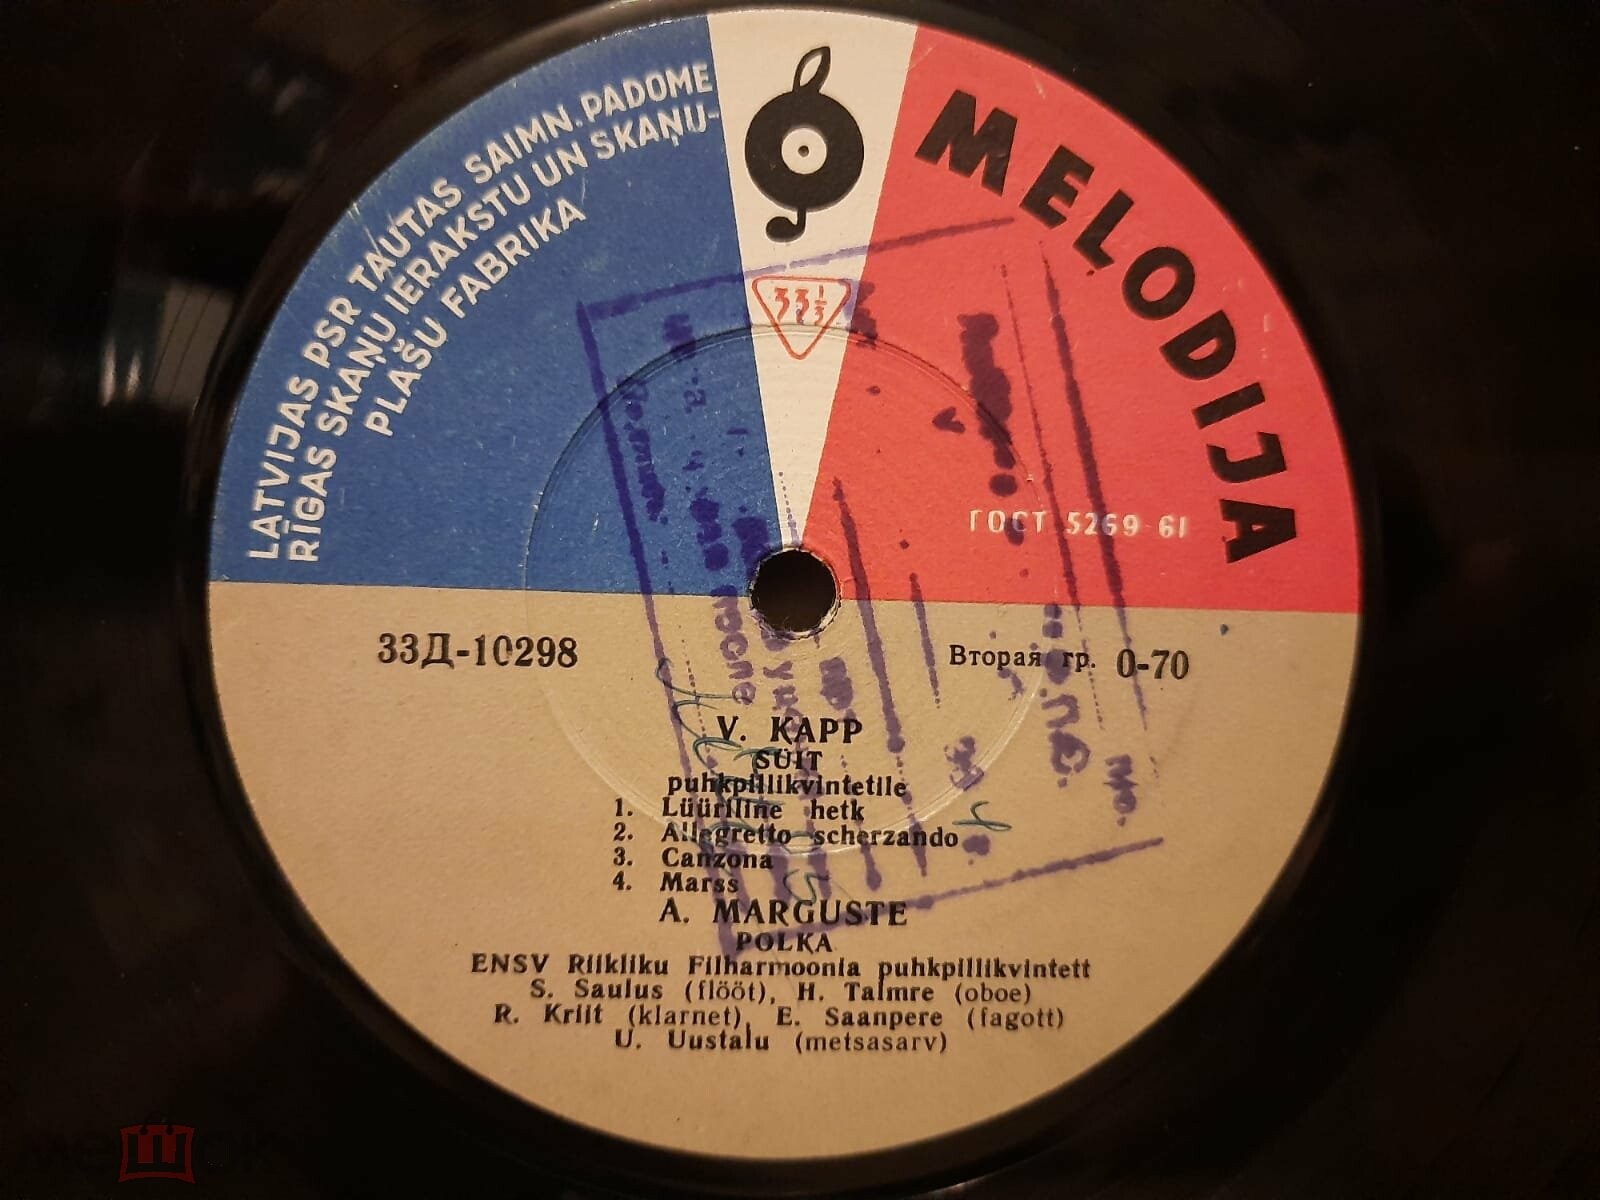 LATVIJAS PSR TAUTAS SAIMN. PADOME
RĪGAS SKAŅU IERAKSTU UN SKAŅU-
PLAŠU FABRIKA
MEĻODIJA
33⅓
ГОСТ 5269-61
33Д-10298
Вторая гр. 0-70
V. KAPP
SÜIT
puhkpillikvintetile
1. Lüüriline hetk
2. Allegretto scherzando
3. Canzona
4. Marss
A. MARGUSTE
POLKA
ENSV Riikliku Filharmoonia puhkpillikvintett
S. Saulus (flööt), H. Talmre (oboe)
R. Kriit (klarnet), E. Saanpere (fagott)
U. Uustalu (metsasarv)